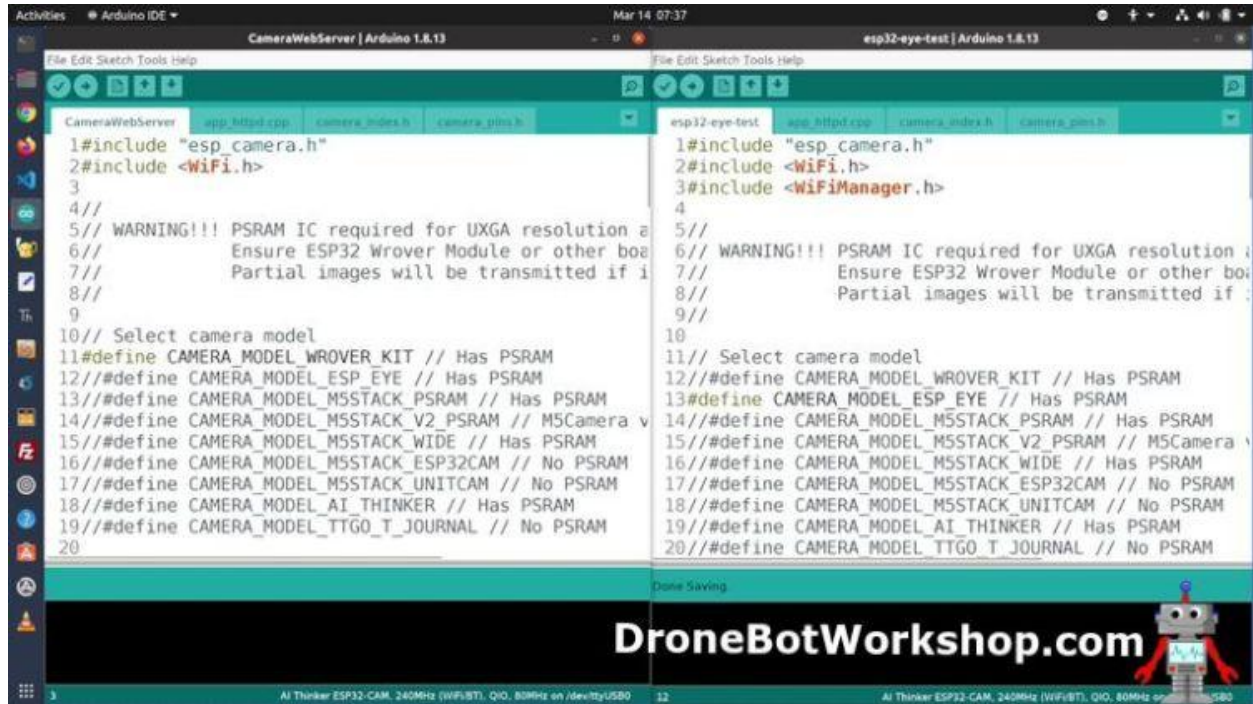 Activities Arduino IDE Mar 14 07:37
CameraWebServer | Arduino 1.8.13
File Edit Sketch Tools Help
CameraWebServer app_httpd.cpp camera_index.h camera_pins.h
1#include "esp_camera.h"
2#include <WiFi.h>
3
4//
5// WARNING!!! PSRAM IC required for UXGA resolution a
6// Ensure ESP32 Wrover Module or other boa
7// Partial images will be transmitted if i
8//
9
10// Select camera model
11#define CAMERA_MODEL_WROVER_KIT // Has PSRAM
12//#define CAMERA_MODEL_ESP_EYE // Has PSRAM
13//#define CAMERA_MODEL_M5STACK_PSRAM // Has PSRAM
14//#define CAMERA_MODEL_M5STACK_V2_PSRAM // M5Camera v
15//#define CAMERA_MODEL_M5STACK_WIDE // Has PSRAM
16//#define CAMERA_MODEL_M5STACK_ESP32CAM // No PSRAM
17//#define CAMERA_MODEL_M5STACK_UNITCAM // No PSRAM
18//#define CAMERA_MODEL_AI_THINKER // Has PSRAM
19//#define CAMERA_MODEL_TTGO_T_JOURNAL // No PSRAM
20
3 AI Thinker ESP32-CAM, 240MHz (WiFi/BT), QIO, 80MHz on /dev/ttyUSB0
esp32-eye-test | Arduino 1.8.13
File Edit Sketch Tools Help
esp32-eye-test app_httpd.cpp camera_index.h camera_pins.h
1#include "esp_camera.h"
2#include <WiFi.h>
3#include <WiFiManager.h>
4
5//
6// WARNING!!! PSRAM IC required for UXGA resolution
7// Ensure ESP32 Wrover Module or other boa
8// Partial images will be transmitted if
9//
10
11// Select camera model
12//#define CAMERA_MODEL_WROVER_KIT // Has PSRAM
13#define CAMERA_MODEL_ESP_EYE // Has PSRAM
14//#define CAMERA_MODEL_M5STACK_PSRAM // Has PSRAM
15//#define CAMERA_MODEL_M5STACK_V2_PSRAM // M5Camera
16//#define CAMERA_MODEL_M5STACK_WIDE // Has PSRAM
17//#define CAMERA_MODEL_M5STACK_ESP32CAM // No PSRAM
18//#define CAMERA_MODEL_M5STACK_UNITCAM // No PSRAM
19//#define CAMERA_MODEL_AI_THINKER // Has PSRAM
20//#define CAMERA_MODEL_TTGO_T_JOURNAL // No PSRAM
Done Saving.
DroneBotWorkshop.com
12 AI Thinker ESP32-CAM, 240MHz (WiFi/BT), QIO, 80MHz